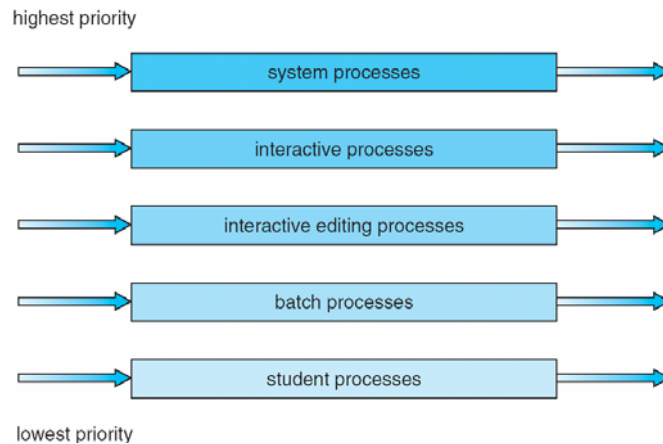 highest priority
system processes
interactive processes
interactive editing processes
batch processes
student processes
lowest priority